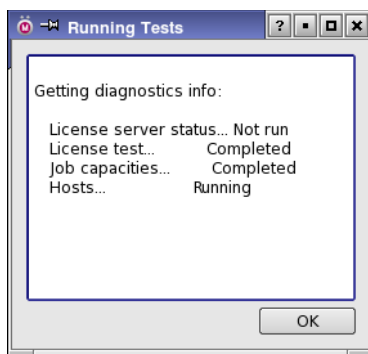 Running Tests
Getting diagnostics info:
License server status... Not run
License test... Completed
Job capacities... Completed
Hosts... Running
OK